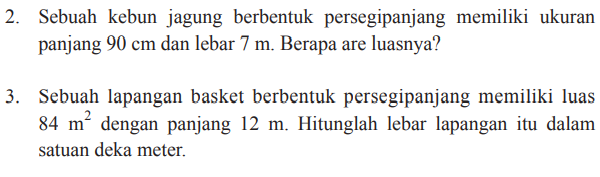 2. Sebuah kebun jagung berbentuk persegipanjang memiliki ukuran
panjang 90 cm dan lebar 7 m. Berapa are luasnya?
3. Sebuah lapangan basket berbentuk persegipanjang memiliki luas
84 m² dengan panjang 12 m. Hitunglah lebar lapangan itu dalam
satuan deka meter.